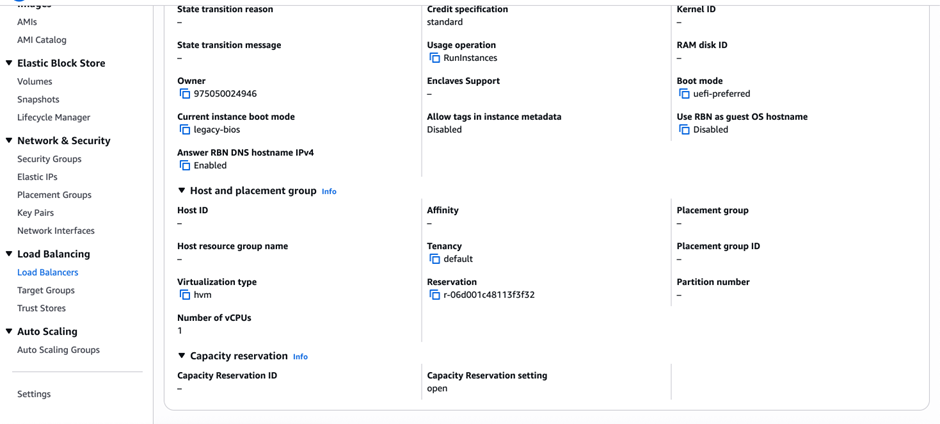 Images
AMIs
AMI Catalog
Elastic Block Store
Volumes
Snapshots
Lifecycle Manager
Network & Security
Security Groups
Elastic IPs
Placement Groups
Key Pairs
Network Interfaces
Load Balancing
Load Balancers
Target Groups
Trust Stores
Auto Scaling
Auto Scaling Groups
Settings
State transition reason
–
Credit specification
standard
Kernel ID
–
State transition message
–
Usage operation
RunInstances
RAM disk ID
–
Owner
975050024946
Enclaves Support
–
Boot mode
uefi-preferred
Current instance boot mode
legacy-bios
Allow tags in instance metadata
Disabled
Use RBN as guest OS hostname
Disabled
Answer RBN DNS hostname IPv4
Enabled
Host and placement group Info
Host ID
–
Affinity
–
Placement group
–
Host resource group name
–
Tenancy
default
Placement group ID
–
Virtualization type
hvm
Reservation
r-06d001c48113f3f32
Partition number
–
Number of vCPUs
1
Capacity reservation Info
Capacity Reservation ID
–
Capacity Reservation setting
open